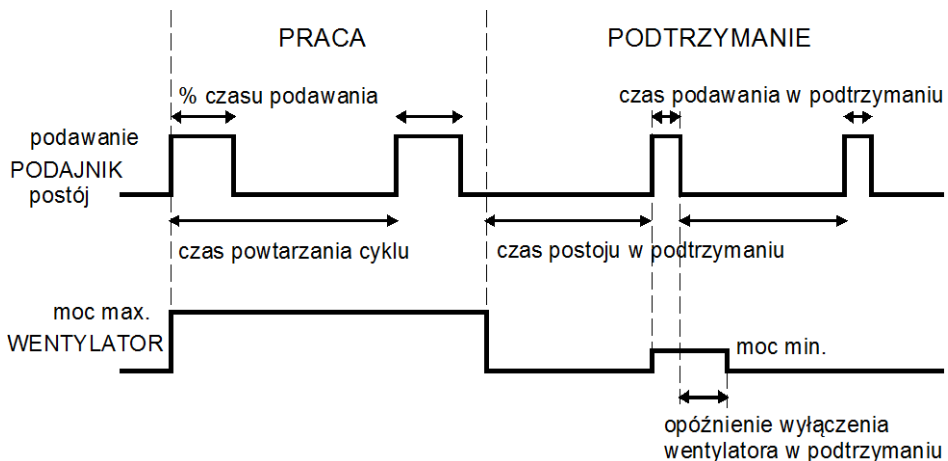 PRACA
PODTRZYMANIE
% czasu podawania
czas podawania w podtrzymaniu
podawanie
PODAJNIK
postój
czas powtarzania cyklu
czas postoju w podtrzymaniu
moc max.
WENTYLATOR
moc min.
opóźnienie wyłączenia
wentylatora w podtrzymaniu